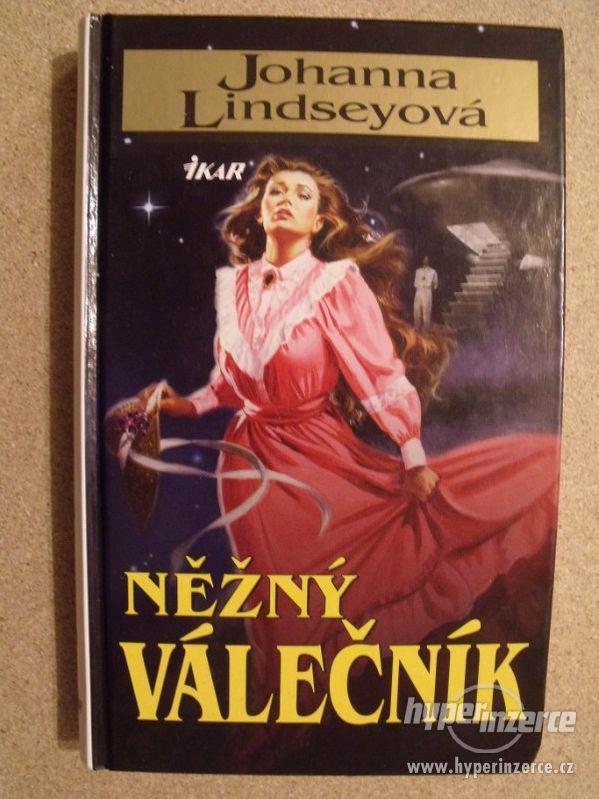 Johanna
Lindseyová
iKAR
NĚŽNÝ
VÁLEČNÍK
hyper
inzerce
www.hyperinzerce.cz